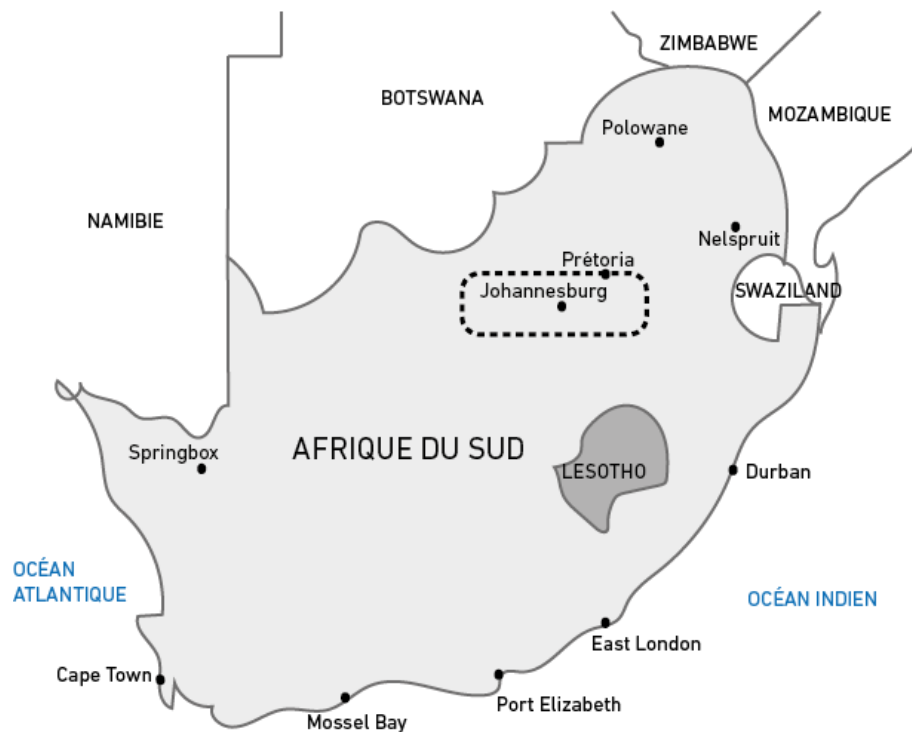 ZIMBABWE
BOTSWANA
MOZAMBIQUE
Polowane
NAMIBIE
Nelspruit
Prétoria
Johannesburg
SWAZILAND
AFRIQUE DU SUD
Springbox
LESOTHO
Durban
OCÉAN
ATLANTIQUE
OCÉAN INDIEN
East London
Cape Town
Port Elizabeth
Mossel Bay